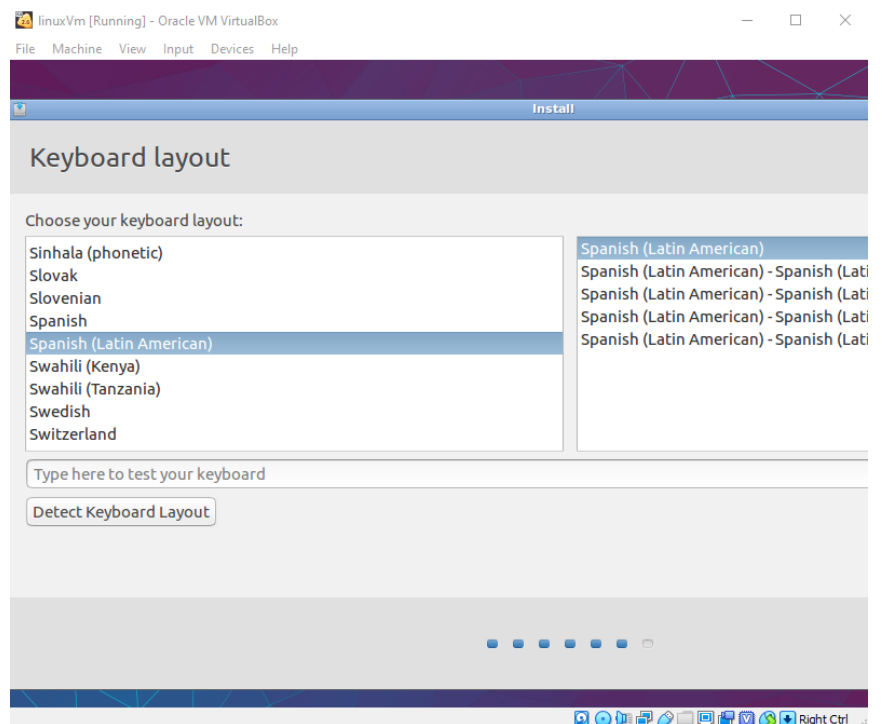 linuxVm [Running] - Oracle VM VirtualBox
File Machine View Input Devices Help
Install
Keyboard layout
Choose your keyboard layout:
Sinhala (phonetic)
Slovak
Slovenian
Spanish
Spanish (Latin American)
Swahili (Kenya)
Swahili (Tanzania)
Swedish
Switzerland
Spanish (Latin American)
Spanish (Latin American) - Spanish (Lati
Spanish (Latin American) - Spanish (Lati
Spanish (Latin American) - Spanish (Lati
Spanish (Latin American) - Spanish (Lati
Type here to test your keyboard
Detect Keyboard Layout
Right Ctrl